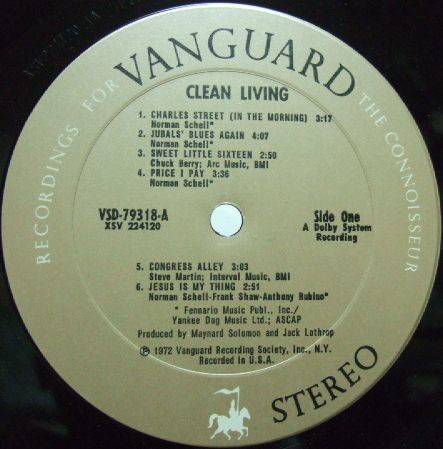 RECORDINGS FOR VANGUARD THE CONNOISSEUR
CLEAN LIVING
1. CHARLES STREET (IN THE MORNING) 3:17
Norman Schell*
2. JUBALS' BLUES AGAIN 4:07
Norman Schell*
3. SWEET LITTLE SIXTEEN 2:50
Chuck Berry; Arc Music, BMI
4. PRICE I PAY 3:36
Norman Schell*
VSD-79318-A
XSV 224120
Side One
A Dolby System
Recording
5. CONGRESS ALLEY 3:03
Steve Martin; Interval Music, BMI
6. JESUS IS MY THING 2:51
Norman Schell-Frank Shaw-Anthony Rubino*
* Fennario Music Publ., Inc./
Yankee Dog Music Ltd.; ASCAP
Produced by Maynard Solomon and Jack Lothrop
℗ 1972 Vanguard Recording Society, Inc., N.Y.
Recorded in U.S.A.
STEREO